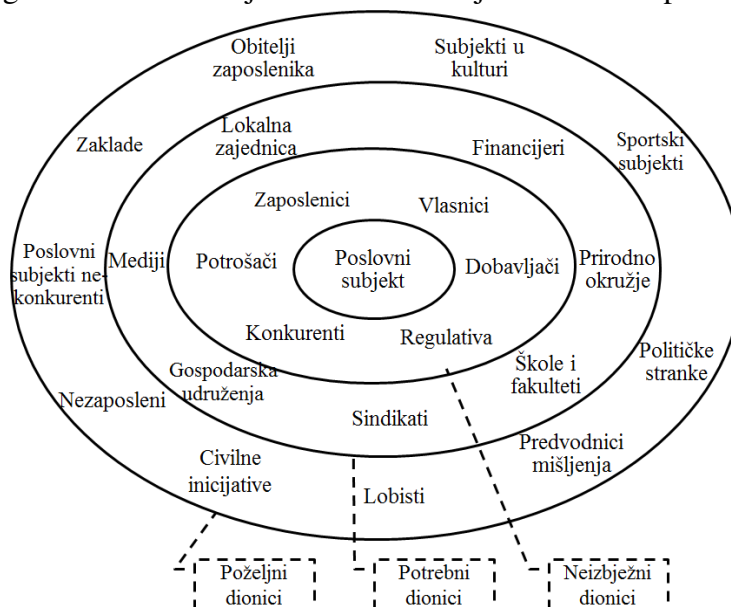 Obitelji
zaposlenika
Subjekti u
kulturi
Zaklade
Lokalna
zajednica
Financijeri
Sportski
subjekti
Zaposlenici
Vlasnici
Poslovni
subjekti ne-
konkurenti
Mediji
Potrošači
Poslovni
subjekt
Dobavljači
Prirodno
okružje
Konkurenti
Regulativa
Gospodarska
udruženja
Škole i
fakulteti
Političke
stranke
Nezaposleni
Sindikati
Predvodnici
mišljenja
Civilne
inicijative
Lobisti
Poželjni
dionici
Potrebni
dionici
Neizbježni
dionici